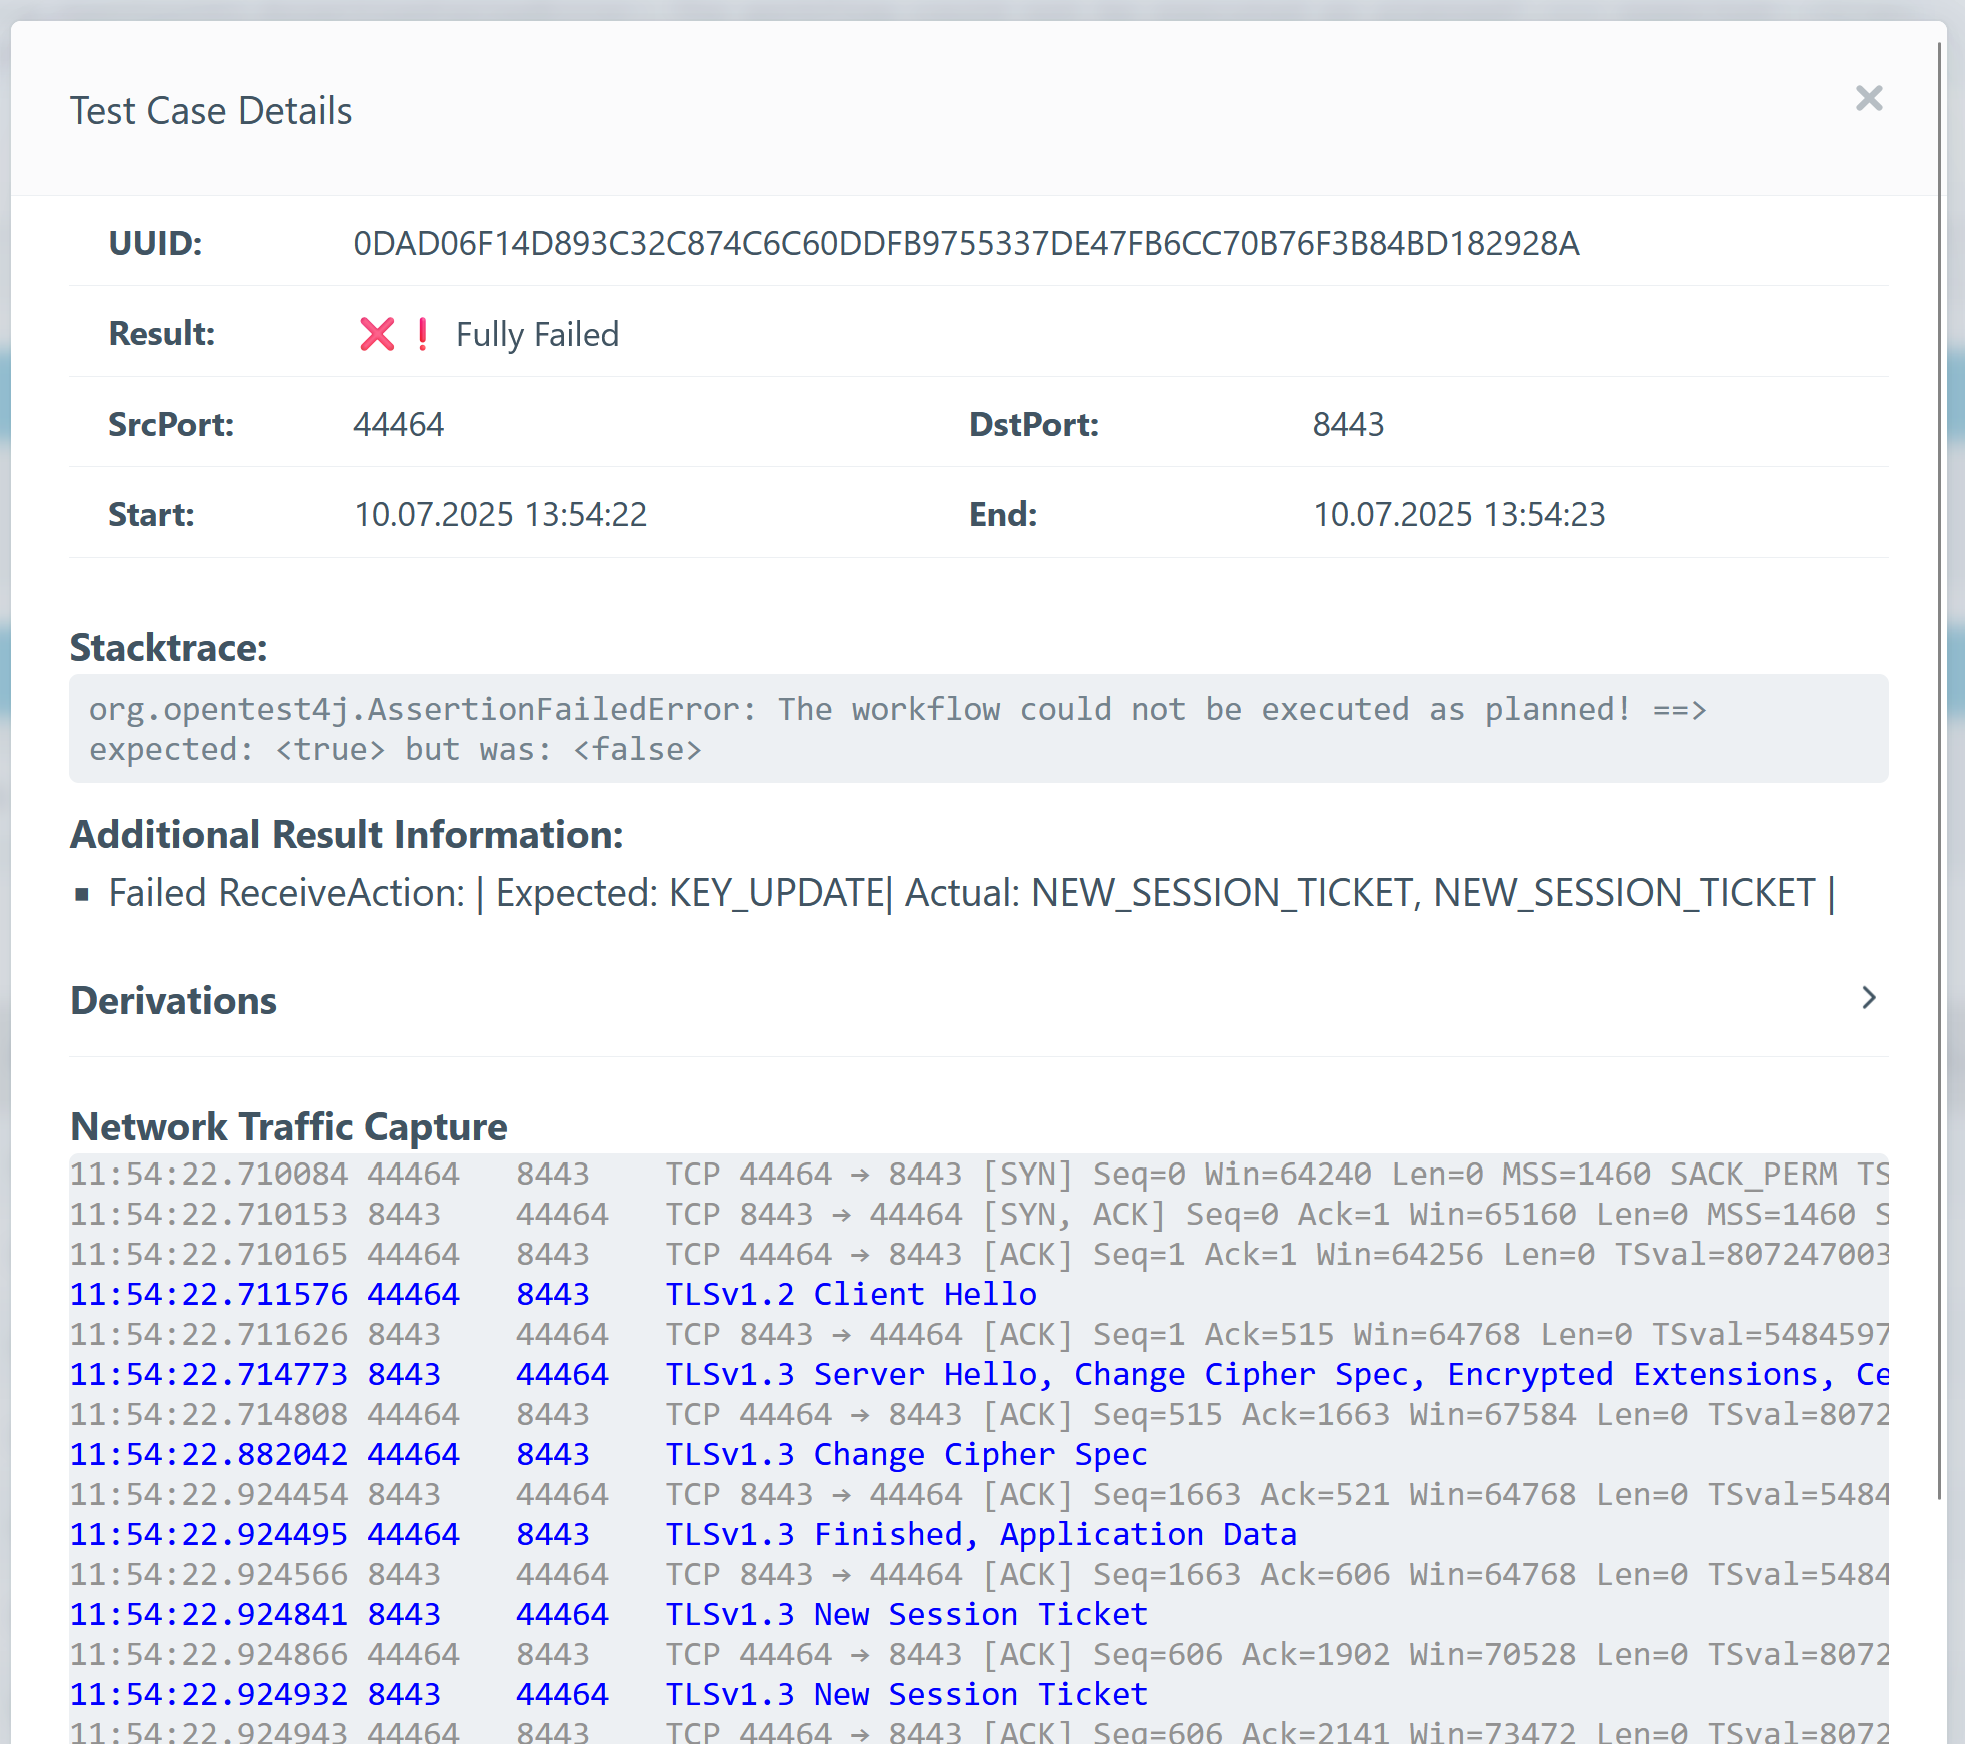 Test Case Details
UUID: 0DAD06F14D893C32C874C6C60DDFB9755337DE47FB6CC70B76F3B84BD182928A
Result: ❌❗ Fully Failed
SrcPort: 44464 DstPort: 8443
Start: 10.07.2025 13:54:22 End: 10.07.2025 13:54:23
Stacktrace:
org.opentest4j.AssertionFailedError: The workflow could not be executed as planned! ==>
expected: <true> but was: <false>
Additional Result Information:
▪ Failed ReceiveAction: | Expected: KEY_UPDATE| Actual: NEW_SESSION_TICKET, NEW_SESSION_TICKET |
Derivations
Network Traffic Capture
11:54:22.710084 44464 8443 TCP 44464 → 8443 [SYN] Seq=0 Win=64240 Len=0 MSS=1460 SACK_PERM TS
11:54:22.710153 8443 44464 TCP 8443 → 44464 [SYN, ACK] Seq=0 Ack=1 Win=65160 Len=0 MSS=1460 S
11:54:22.710165 44464 8443 TCP 44464 → 8443 [ACK] Seq=1 Ack=1 Win=64256 Len=0 TSval=807247003
11:54:22.711576 44464 8443 TLSv1.2 Client Hello
11:54:22.711626 8443 44464 TCP 8443 → 44464 [ACK] Seq=1 Ack=515 Win=64768 Len=0 TSval=5484597
11:54:22.714773 8443 44464 TLSv1.3 Server Hello, Change Cipher Spec, Encrypted Extensions, Ce
11:54:22.714808 44464 8443 TCP 44464 → 8443 [ACK] Seq=515 Ack=1663 Win=67584 Len=0 TSval=8072
11:54:22.882042 44464 8443 TLSv1.3 Change Cipher Spec
11:54:22.924454 8443 44464 TCP 8443 → 44464 [ACK] Seq=1663 Ack=521 Win=64768 Len=0 TSval=5484
11:54:22.924495 44464 8443 TLSv1.3 Finished, Application Data
11:54:22.924566 8443 44464 TCP 8443 → 44464 [ACK] Seq=1663 Ack=606 Win=64768 Len=0 TSval=5484
11:54:22.924841 8443 44464 TLSv1.3 New Session Ticket
11:54:22.924866 44464 8443 TCP 44464 → 8443 [ACK] Seq=606 Ack=1902 Win=70528 Len=0 TSval=8072
11:54:22.924932 8443 44464 TLSv1.3 New Session Ticket
11:54:22.924943 44464 8443 TCP 44464 → 8443 [ACK] Seq=606 Ack=2141 Win=73472 Len=0 TSval=8072